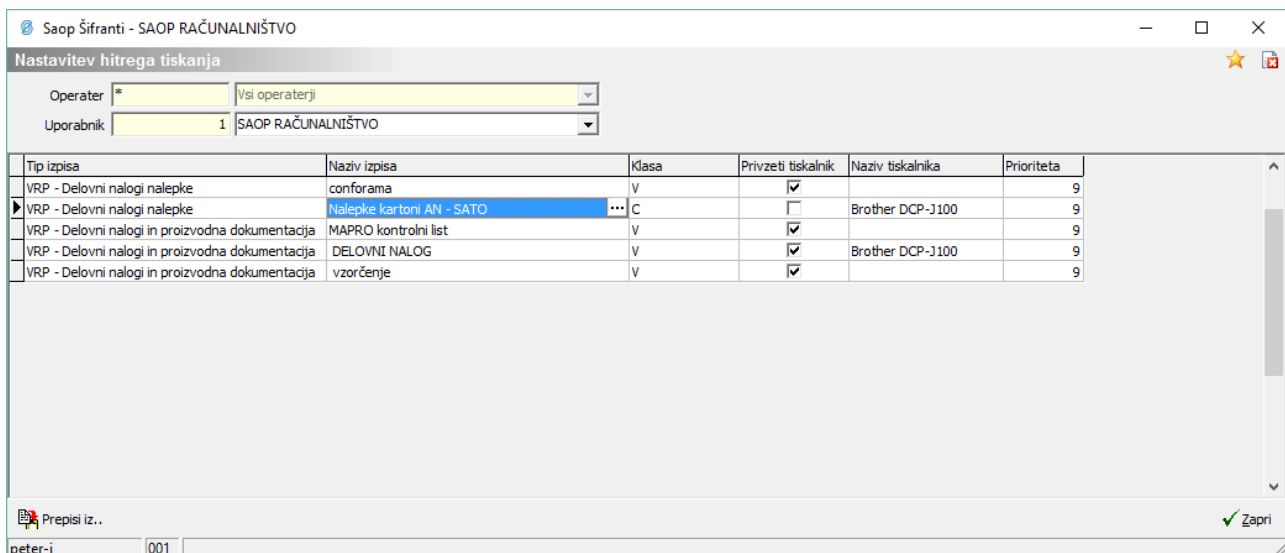 Saop Šifranti - SAOP RAČUNALNIŠTVO
Nastavitev hitrega tiskanja
Operater * Vsi operaterji
Uporabnik 1 SAOP RAČUNALNIŠTVO
Tip izpisa Naziv izpisa Klasa Privzeti tiskalnik Naziv tiskalnika Prioriteta
VRP - Delovni nalogi nalepke conforama V 9
VRP - Delovni nalogi nalepke Nalepke kartoni AN - SATO ... C Brother DCP-J100 9
VRP - Delovni nalogi in proizvodna dokumentacija MAPRO kontrolni list V 9
VRP - Delovni nalogi in proizvodna dokumentacija DELOVNI NALOG V Brother DCP-J100 9
VRP - Delovni nalogi in proizvodna dokumentacija vzorčenje V 9
Prepisi iz.. Zapri
peter-j 001